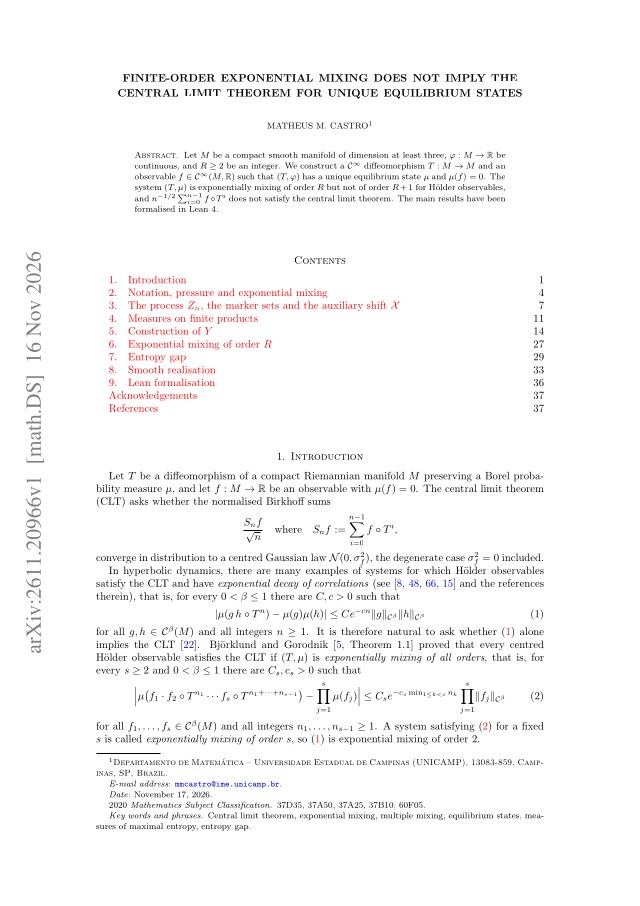 FINITE-ORDER EXPONENTIAL MIXING DOES NOT IMPLY THE
CENTRAL LIMIT THEOREM FOR UNIQUE EQUILIBRIUM STATES
MATHEUS M. CASTRO¹
Abstract. Let M be a compact smooth manifold of dimension at least three, φ : M → ℝ be
continuous, and R ≥ 2 be an integer. We construct a C^∞ diffeomorphism T : M → M and an
observable f ∈ C^∞(M, ℝ) such that (T, φ) has a unique equilibrium state μ and μ(f) = 0. The
system (T, μ) is exponentially mixing of order R but not of order R + 1 for Hölder observables,
and n^{-1/2} ∑_{i=0}^{n-1} f ∘ T^i does not satisfy the central limit theorem. The main results have been
formalised in Lean 4.
Contents
1. Introduction 1
2. Notation, pressure and exponential mixing 4
3. The process Z_n, the marker sets and the auxiliary shift 𝒳 7
4. Measures on finite products 11
5. Construction of Y 14
6. Exponential mixing of order R 27
7. Entropy gap 29
8. Smooth realisation 33
9. Lean formalisation 36
Acknowledgements 37
References 37
1. Introduction
Let T be a diffeomorphism of a compact Riemannian manifold M preserving a Borel proba-
bility measure μ, and let f : M → ℝ be an observable with μ(f) = 0. The central limit theorem
(CLT) asks whether the normalised Birkhoff sums
S_n f / √n where S_n f := ∑_{i=0}^{n-1} f ∘ T^i,
converge in distribution to a centred Gaussian law 𝒩(0, σ_f^2), the degenerate case σ_f^2 = 0 included.
In hyperbolic dynamics, there are many examples of systems for which Hölder observables
satisfy the CLT and have exponential decay of correlations (see [8, 48, 66, 15] and the references
therein), that is, for every 0 < β ≤ 1 there are C, c > 0 such that
|μ(g h ∘ T^n) − μ(g)μ(h)| ≤ Ce^{-cn}‖g‖_{C^β}‖h‖_{C^β} (1)
for all g, h ∈ C^β(M) and all integers n ≥ 1. It is therefore natural to ask whether (1) alone
implies the CLT [22]. Björklund and Gorodnik [5, Theorem 1.1] proved that every centred
Hölder observable satisfies the CLT if (T, μ) is exponentially mixing of all orders, that is, for
every s ≥ 2 and 0 < β ≤ 1 there are C_s, c_s > 0 such that
|μ(f_1 · f_2 ∘ T^{n_1} ⋯ f_s ∘ T^{n_1+⋯+n_{s-1}}) − ∏_{j=1}^{s} μ(f_j)| ≤ C_s e^{-c_s min_{1≤k<s} n_k} ∏_{j=1}^{s} ‖f_j‖_{C^β} (2)
for all f_1, . . . , f_s ∈ C^β(M) and all integers n_1, . . . , n_{s-1} ≥ 1. A system satisfying (2) for a fixed
s is called exponentially mixing of order s, so (1) is exponential mixing of order 2.
¹Departamento de Matemática – Universidade Estadual de Campinas (UNICAMP), 13083-859, Camp-
inas, SP, Brazil.
E-mail address: mmcastro@ime.unicamp.br.
Date: November 17, 2026.
2020 Mathematics Subject Classification. 37D35, 37A50, 37A25, 37B10, 60F05.
Key words and phrases. Central limit theorem, exponential mixing, multiple mixing, equilibrium states, mea-
sures of maximal entropy, entropy gap.
arXiv:2611.20966v1 [math.DS] 16 Nov 2026